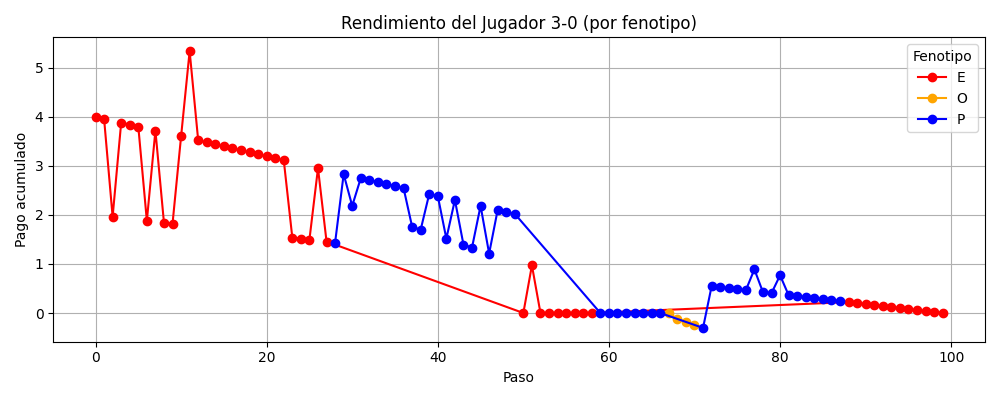 Rendimiento del Jugador 3-0 (por fenotipo)
Pago acumulado
5
4
3
2
1
0
Fenotipo
E
O
P
0 20 40 60 80 100
Paso